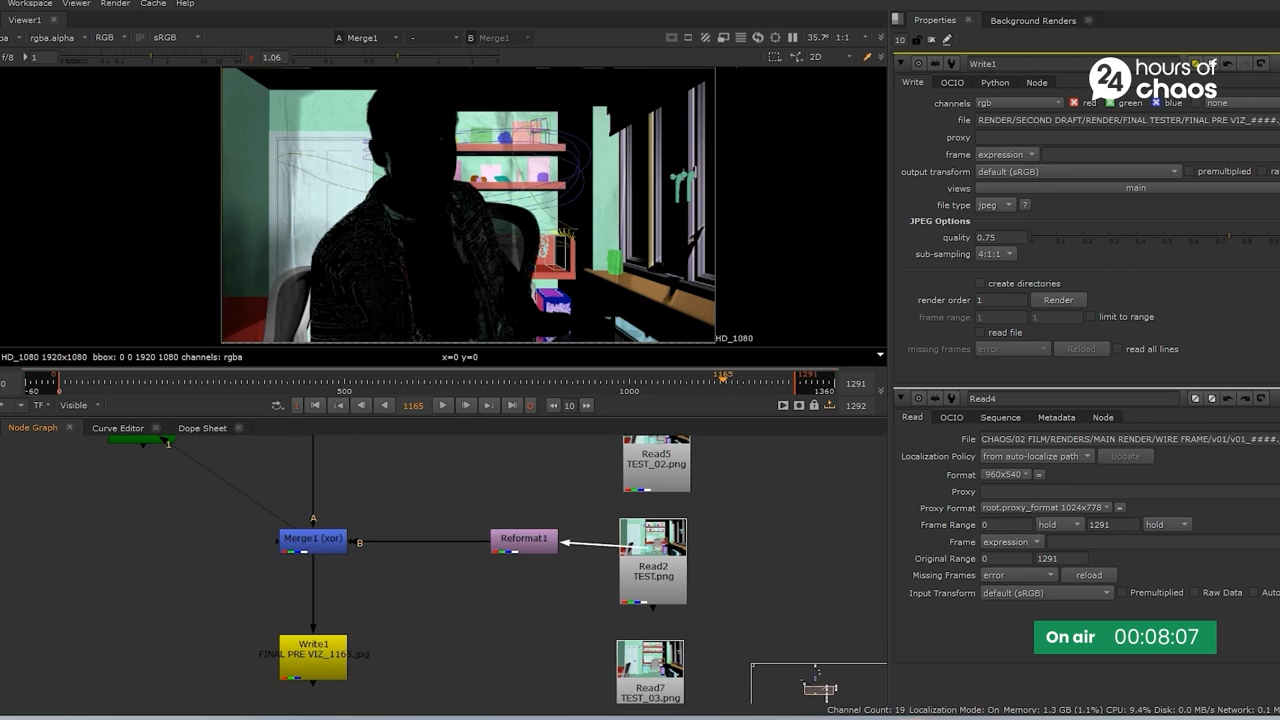 Workspace Viewer Render Cache Help
Viewer1
rgba.alpha RGB IP sRGB A Merge1 - B Merge1 35.7 1:1
f/8 1 Y 1.06 2D
HD_1080
HD_1080 1920x1080 bbox: 0 0 1920 1080 channels: rgba x=0 y=0
0 1165 1291
-60 500 1000 1360 1291
TF Visible 1165 10 1292
Node Graph Curve Editor Dope Sheet
1
Read5
TEST_02.png
A
Merge1 (xor)
B
Reformat1
Read2
TEST.png
Write1
FINAL PRE VIZ_1165.jpg
Read7
TEST_03.png
Properties Background Renders
10
Write1
24 hours of
chaos
Write OCIO Python Node
channels rgb red green blue none
file RENDER/SECOND DRAFT/RENDER/FINAL TESTER/FINAL PRE VIZ_####.
proxy
frame expression
output transform default (sRGB) premultiplied ra
views main
file type jpeg ?
JPEG Options
quality 0.75
sub-sampling 4:1:1
create directories
render order 1 Render
frame range 1 1 limit to range
read file
missing frames error Reload read all lines
Read4
Read OCIO Sequence Metadata Node
File CHAOS/02 FILM/RENDERS/MAIN RENDER/WIRE FRAME/v01/v01_####.
Localization Policy from auto-localize path Update
Format 960x540 =
Proxy
Proxy Format root.proxy_format 1024x778 =
Frame Range 0 hold 1291 hold
Frame expression
Original Range 0 1291
Missing Frames error reload
Input Transform default (sRGB) Premultiplied Raw Data Auto
On air 00:08:07
Channel Count: 19 Localization Mode: On Memory: 1.3 GB (1.1%) CPU: 9.4% Disk: 0.0 MB/s Network: 0.1 M